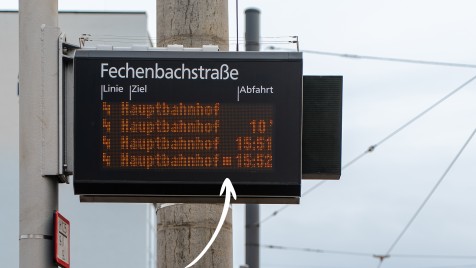 Fechenbachstraße
Linie Ziel Abfahrt
4 Hauptbahnhof
4 Hauptbahnhof 10'
4 Hauptbahnhof 15:51
4 Hauptbahnhof 15:52